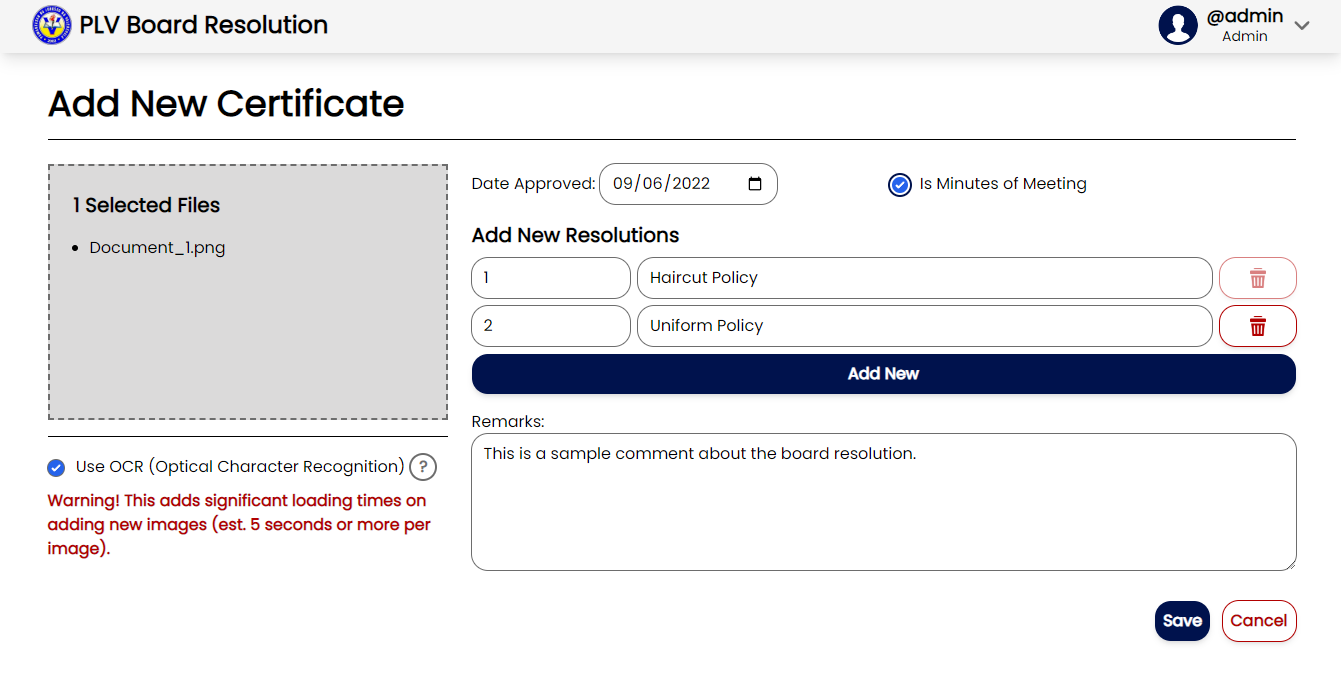 PLV Board Resolution
@admin
Admin
Add New Certificate
1 Selected Files
• Document_1.png
Use OCR (Optical Character Recognition) ?
Warning! This adds significant loading times on
adding new images (est. 5 seconds or more per
image).
Date Approved: 09/06/2022
Is Minutes of Meeting
Add New Resolutions
1 Haircut Policy
2 Uniform Policy
Add New
Remarks:
This is a sample comment about the board resolution.
Save Cancel